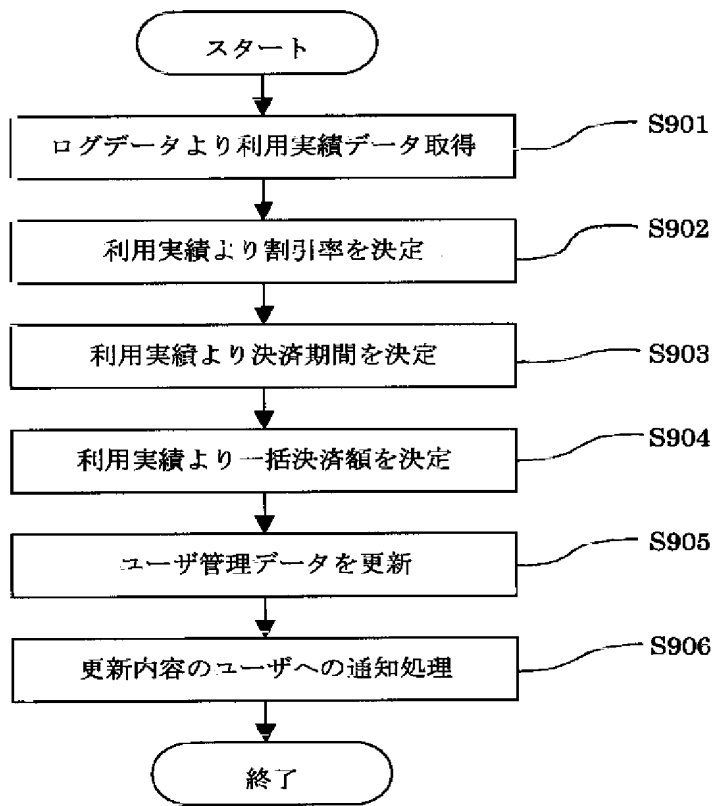 スタート
ログデータより利用実績データ取得
S901
利用実績より割引率を決定
S902
利用実績より決済期間を決定
S903
利用実績より一括決済額を決定
S904
ユーザ管理データを更新
S905
更新内容のユーザへの通知処理
S906
終了